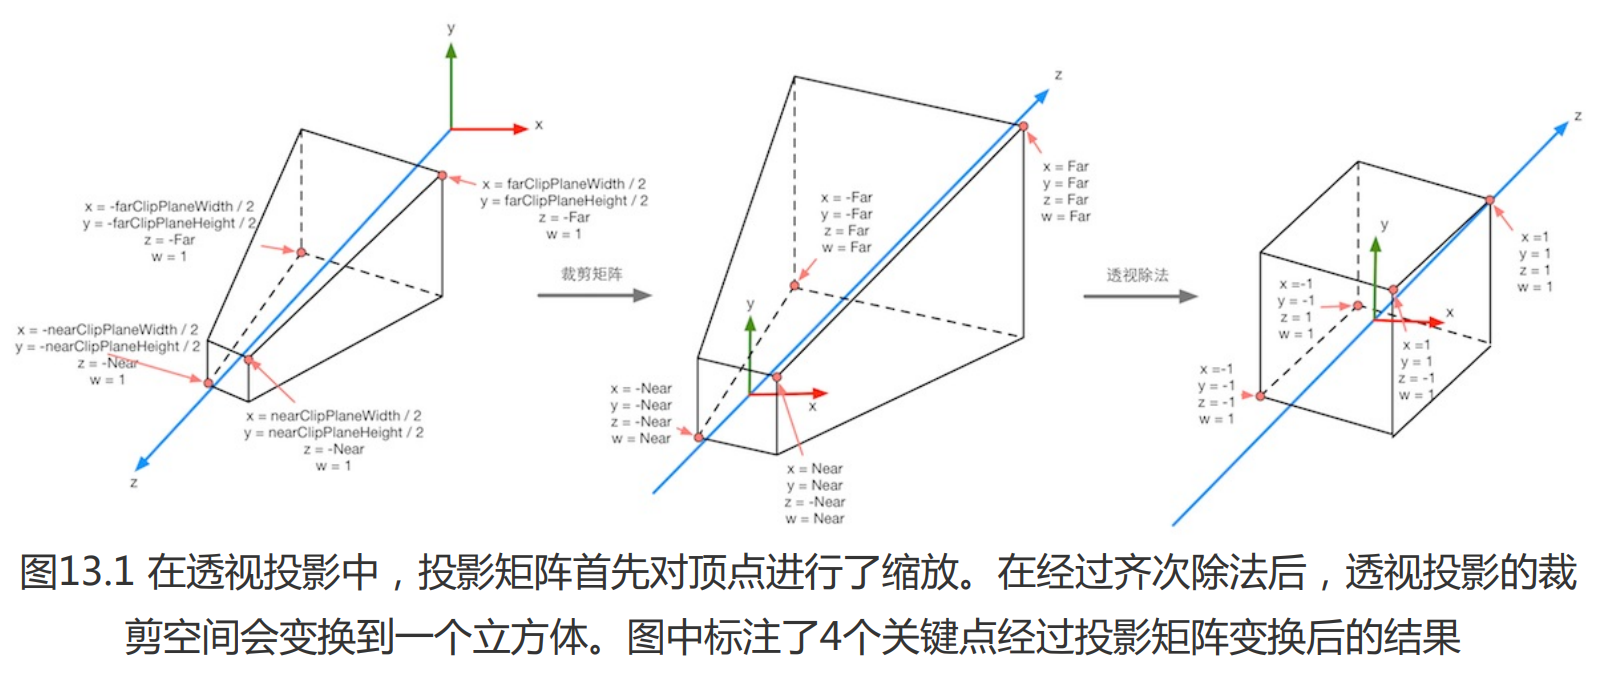 y
x
x = -farClipPlaneWidth / 2
y = -farClipPlaneHeight / 2
z = -Far
w = 1
x = farClipPlaneWidth / 2
y = farClipPlaneHeight / 2
z = -Far
w = 1
x = -nearClipPlaneWidth / 2
y = -nearClipPlaneHeight / 2
z = -Near
w = 1
x = nearClipPlaneWidth / 2
y = nearClipPlaneHeight / 2
z = -Near
w = 1
z
裁剪矩阵
z
x = Far
y = Far
z = Far
w = Far
x = -Far
y = -Far
z = Far
w = Far
y
x
x = -Near
y = -Near
z = -Near
w = Near
x = Near
y = Near
z = -Near
w = Near
透视除法
z
y
x
x =1
y = 1
z = 1
w = 1
x =-1
y = -1
z = 1
w = 1
x =1
y = 1
z = -1
w = 1
x =-1
y = -1
z = -1
w = 1
图13.1 在透视投影中，投影矩阵首先对顶点进行了缩放。在经过齐次除法后，透视投影的裁
剪空间会变换到一个立方体。图中标注了4个关键点经过投影矩阵变换后的结果